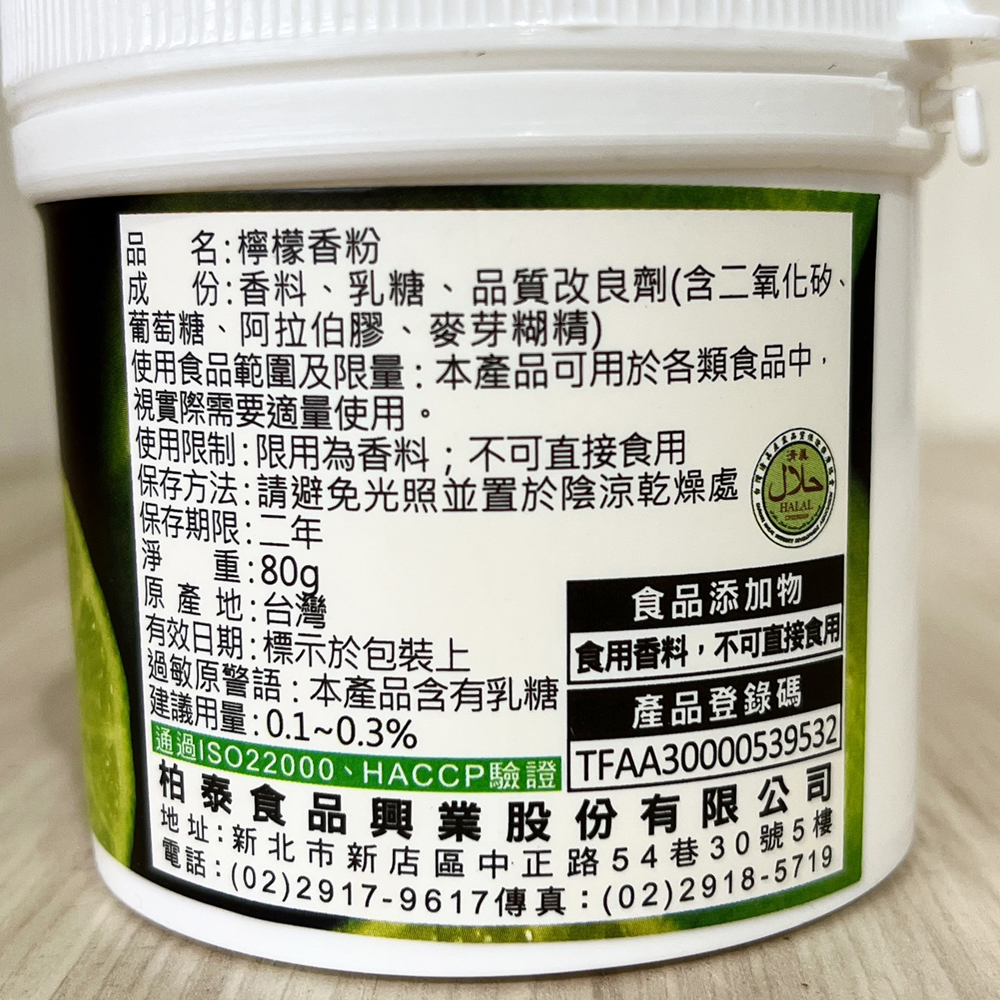 品 名:檸檬香粉
成 份:香料、乳糖、品質改良劑(含二氧化矽、
葡萄糖、阿拉伯膠、麥芽糊精)
使用食品範圍及限量:本產品可用於各類食品中,
視實際需要適量使用。
使用限制:限用為香料;不可直接食用
保存方法:請避免光照並置於陰涼乾燥處
保存期限:二年
淨 重:80g
原產地:台灣
有效日期:標示於包裝上
過敏原警語:本產品含有乳糖
建議用量:0.1~0.3%
通過ISO22000、HACCP驗證
清真
حلال
HALAL
食品添加物
食用香料,不可直接食用
產品登錄碼
TFAA30000539532
柏泰食品興業股份有限公司
地址:新北市新店區中正路54巷30號5樓
電話:(02)2917-9617傳真:(02)2918-5719